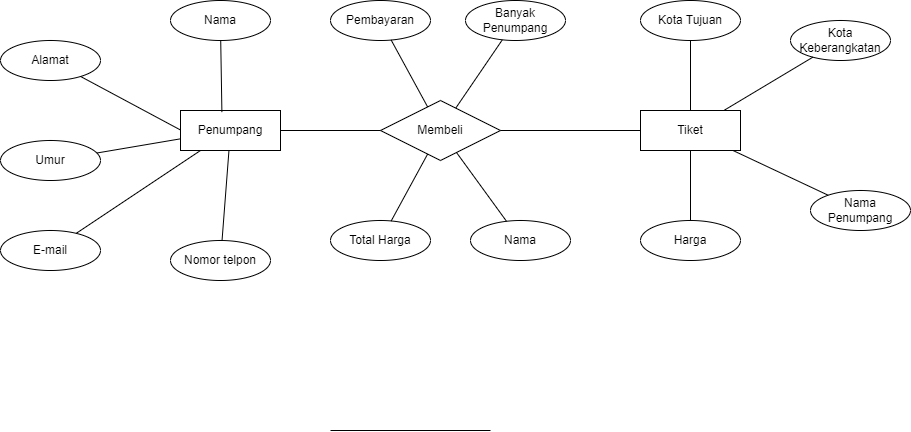 Nama
Pembayaran
Banyak
Penumpang
Kota Tujuan
Kota
Keberangkatan
Alamat
Penumpang
Membeli
Tiket
Umur
Nama
Penumpang
E-mail
Nomor telpon
Total Harga
Nama
Harga